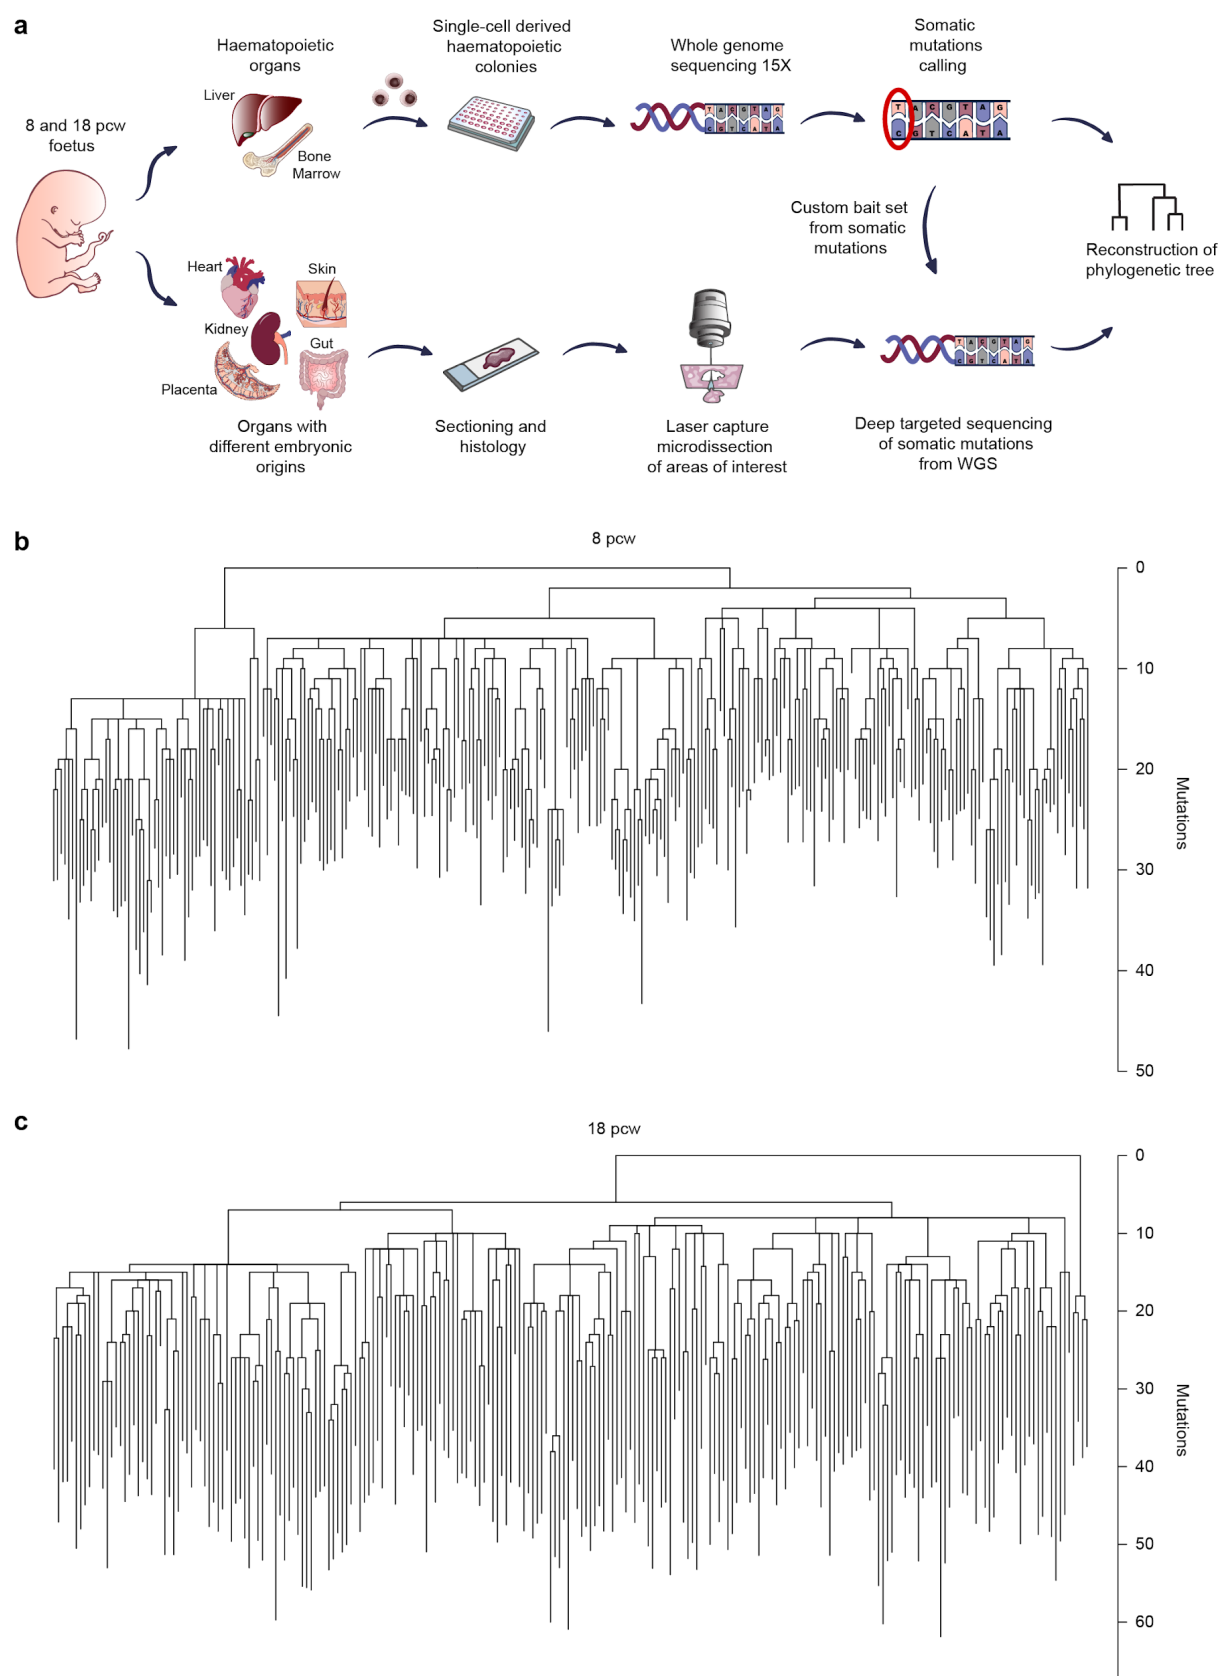 a
8 and 18 pcw
foetus
Haematopoietic
organs
Liver
Bone
Marrow
Single-cell derived
haematopoietic
colonies
Whole genome
sequencing 15X
T A C G T A G
C G T C A T A
Somatic
mutations
calling
T A C G T A G
C G T C A T A
Custom bait set
from somatic
mutations
Reconstruction of
phylogenetic tree
Heart
Skin
Kidney
Gut
Placenta
Organs with
different embryonic
origins
Sectioning and
histology
Laser capture
microdissection
of areas of interest
T A C G T A G
C G T C A T A
Deep targeted sequencing
of somatic mutations
from WGS
b
8 pcw
0
10
20
30
40
50
Mutations
c
18 pcw
0
10
20
30
40
50
60
Mutations